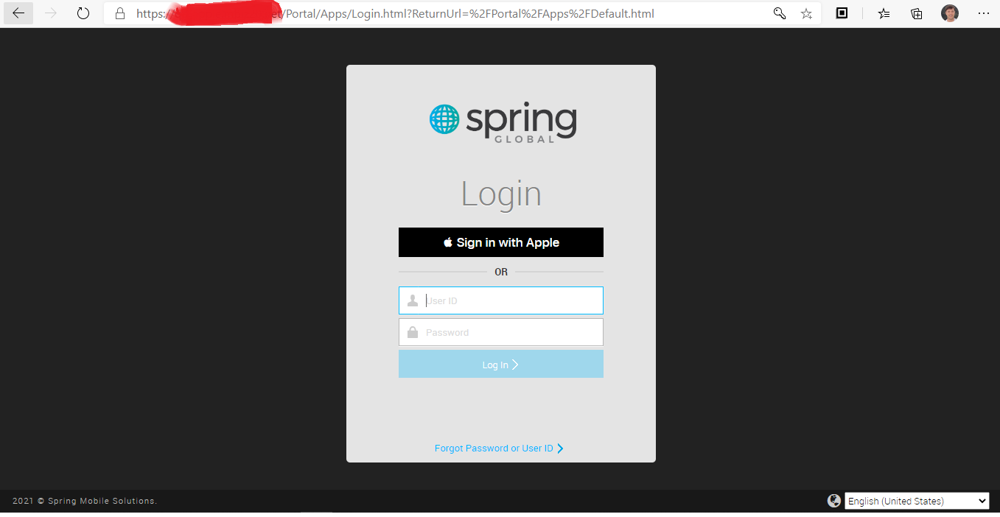 https:/et/Portal/Apps/Login.html?ReturnUrl=%2FPortal%2FApps%2FDefault.html
spring
GLOBAL
Login
Sign in with Apple
OR
User ID
Password
Log In
Forgot Password or User ID
2021 © Spring Mobile Solutions.
English (United States)